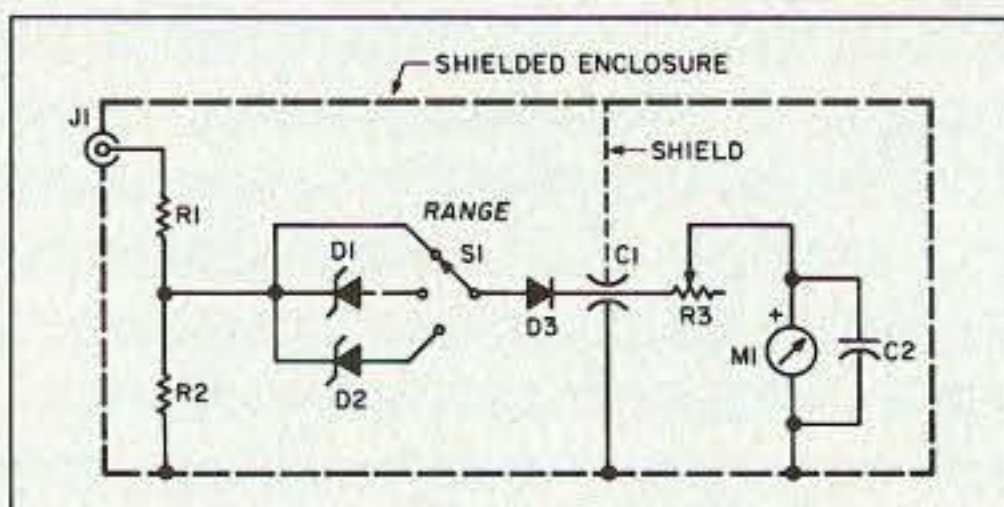 SHIELDED ENCLOSURE
J1
SHIELD
R1
RANGE
D1
S1
C1
D3
R3
+
M1
C2
R2
D2